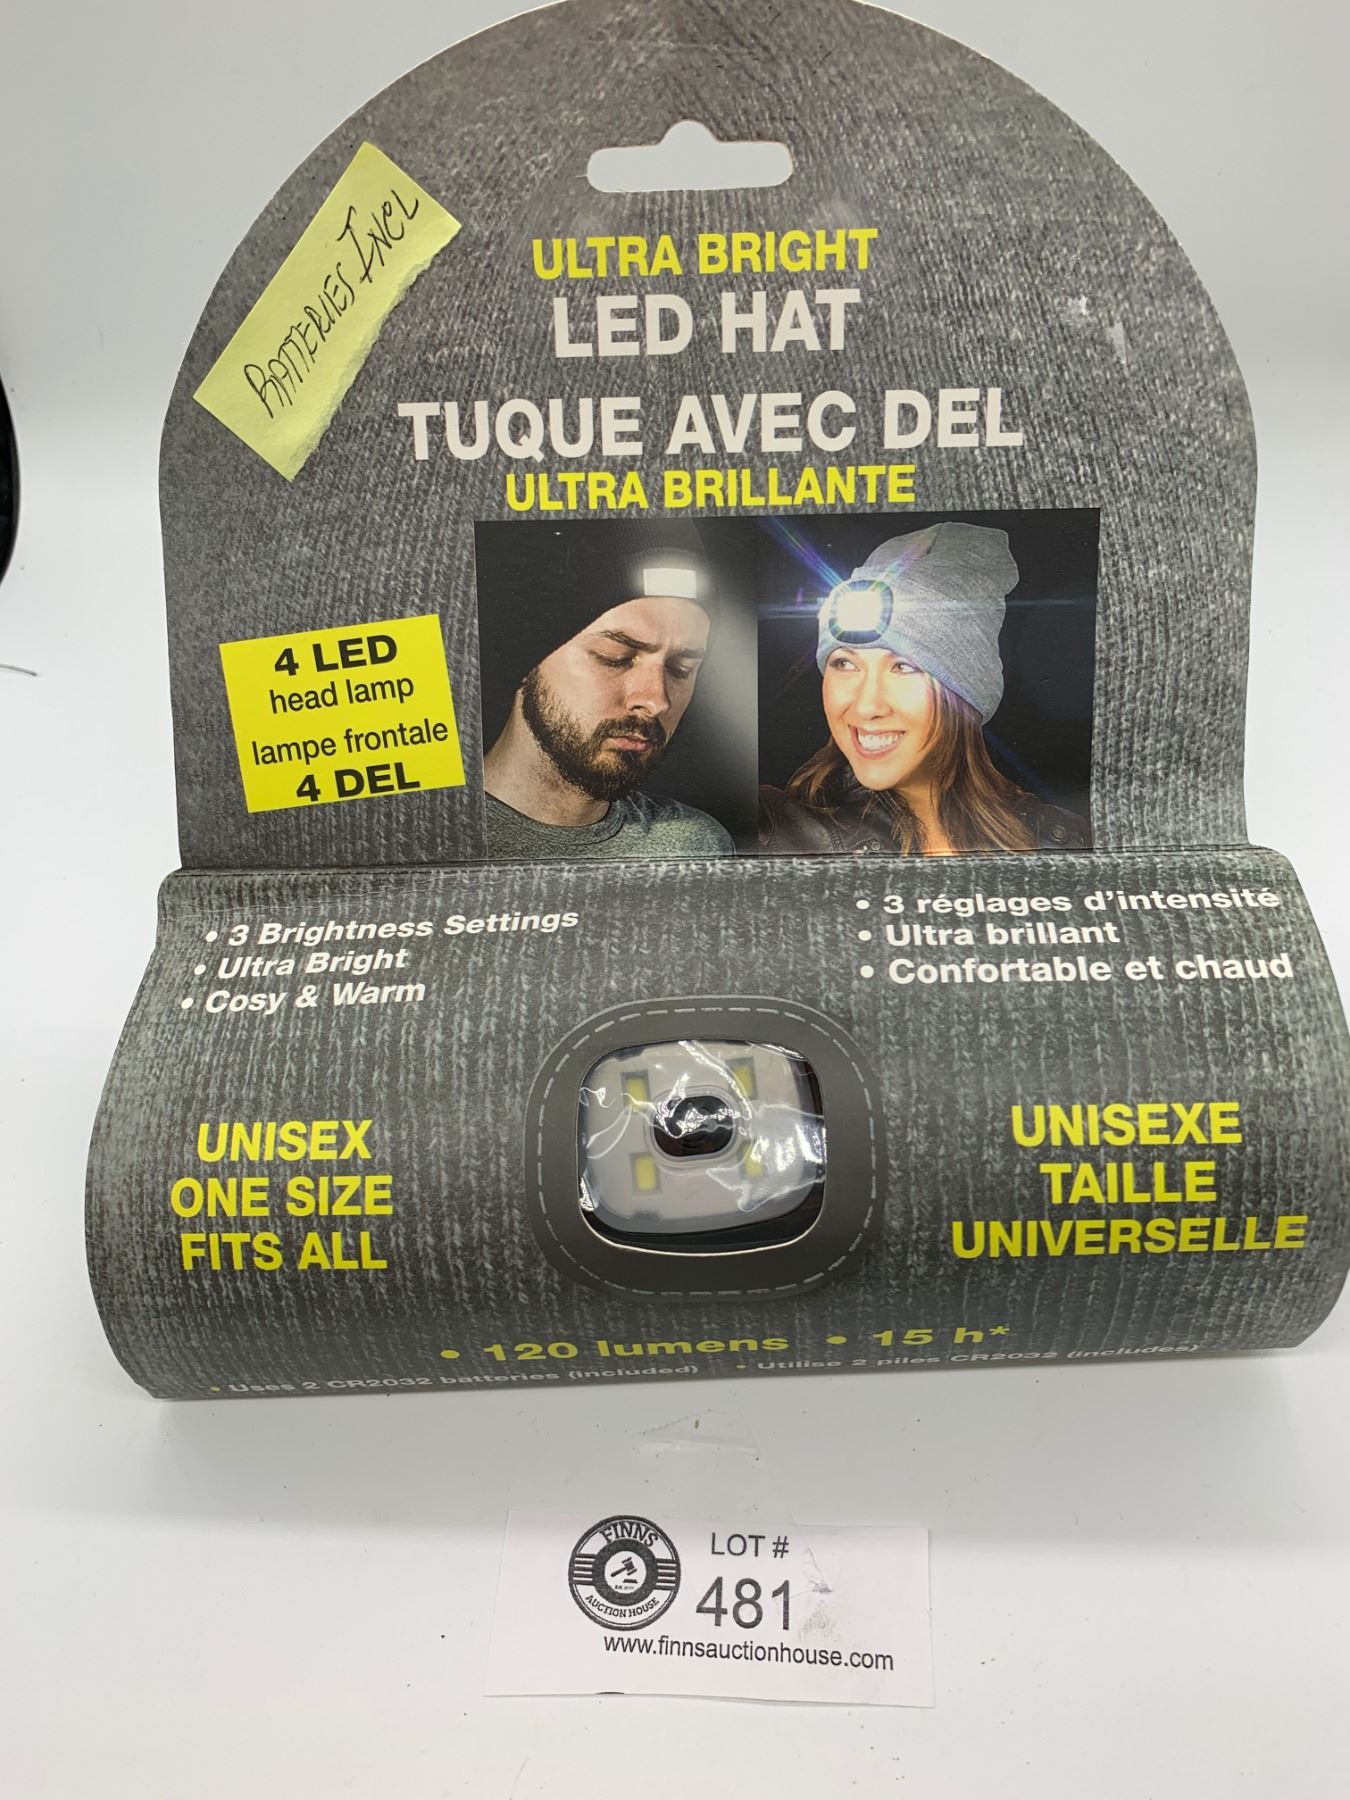 BATTERIES INCL
ULTRA BRIGHT
LED HAT
TUQUE AVEC DEL
ULTRA BRILLANTE
4 LED
head lamp
lampe frontale
4 DEL
• 3 Brightness Settings
• Ultra Bright
• Cosy & Warm
• 3 réglages d'intensité
• Ultra brillant
• Confortable et chaud
UNISEX
ONE SIZE
FITS ALL
UNISEXE
TAILLE
UNIVERSELLE
• 120 lumens • 15 h*
• Uses 2 CR2032 batteries (included) • Utilise 2 piles CR2032 (includes)
FINNS
AUCTION HOUSE
LOT #
481
www.finnsauctionhouse.com